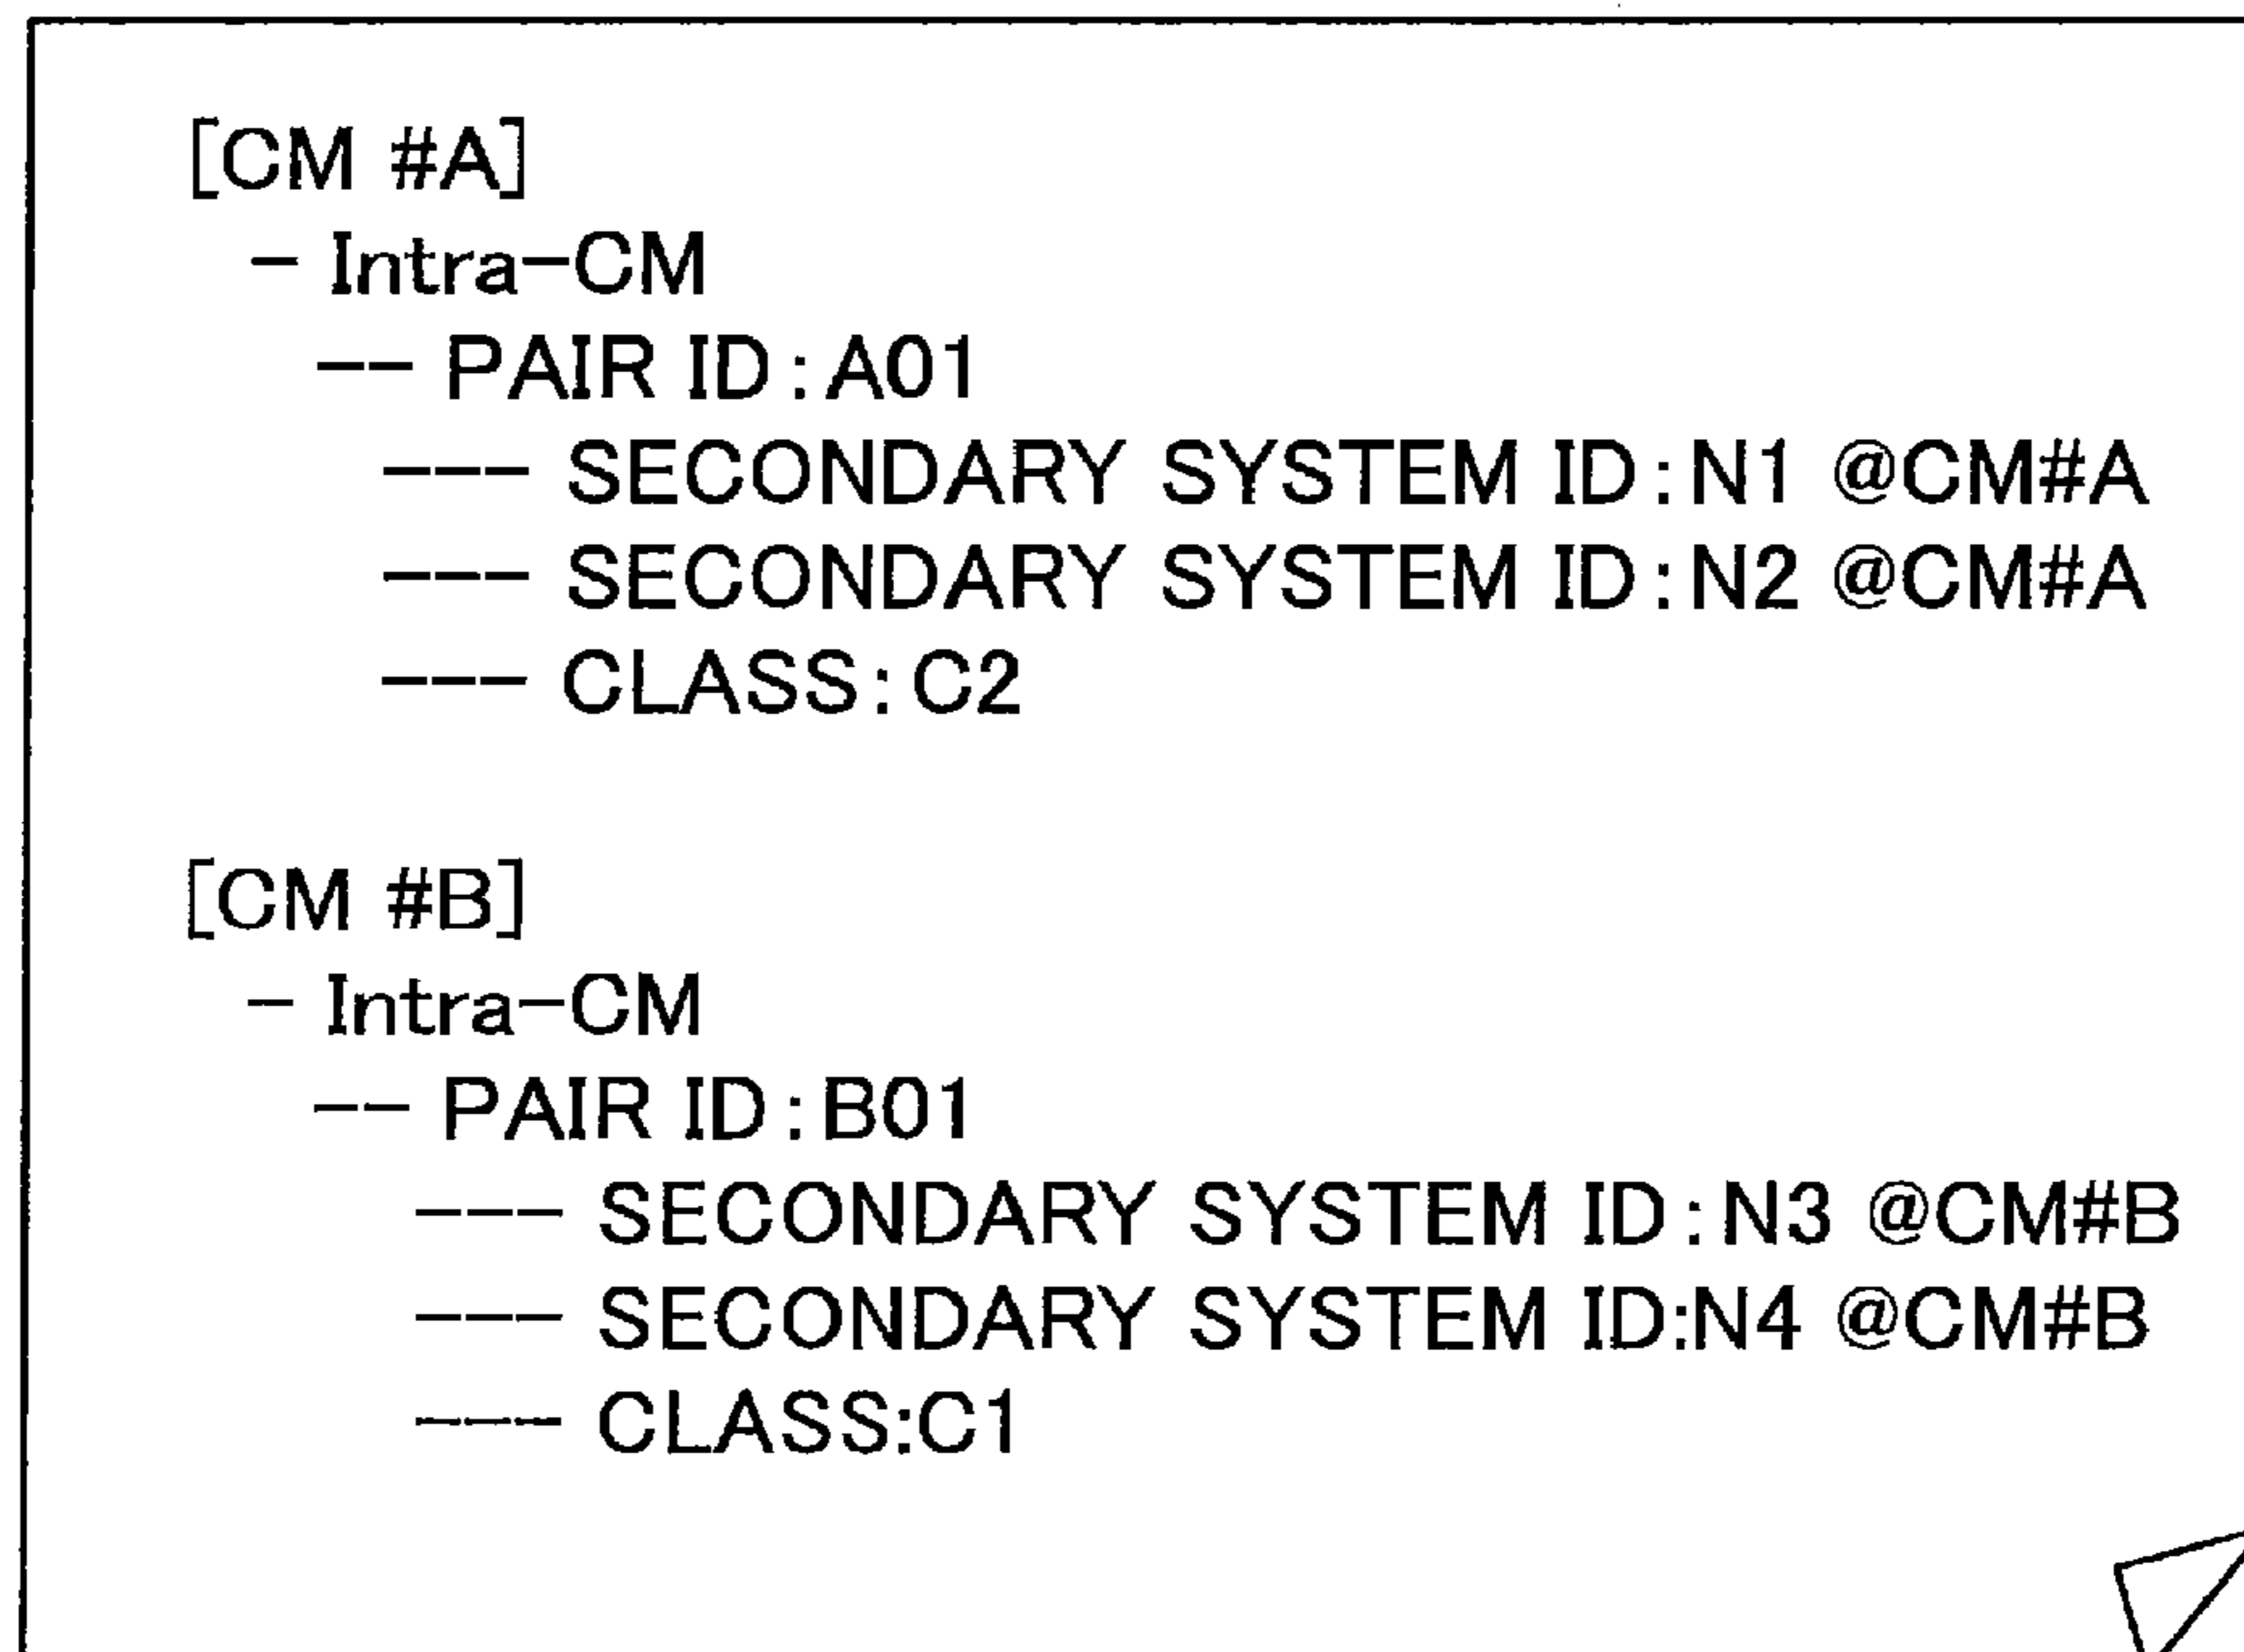 [CM #A]
- Intra-CM
-- PAIR ID:A01
--- SECONDARY SYSTEM ID:N1 @CM#A
--- SECONDARY SYSTEM ID:N2 @CM#A
--- CLASS:C2
[CM #B]
- Intra-CM
-- PAIR ID:B01
--- SECONDARY SYSTEM ID:N3 @CM#B
--- SECONDARY SYSTEM ID:N4 @CM#B
--- CLASS:C1